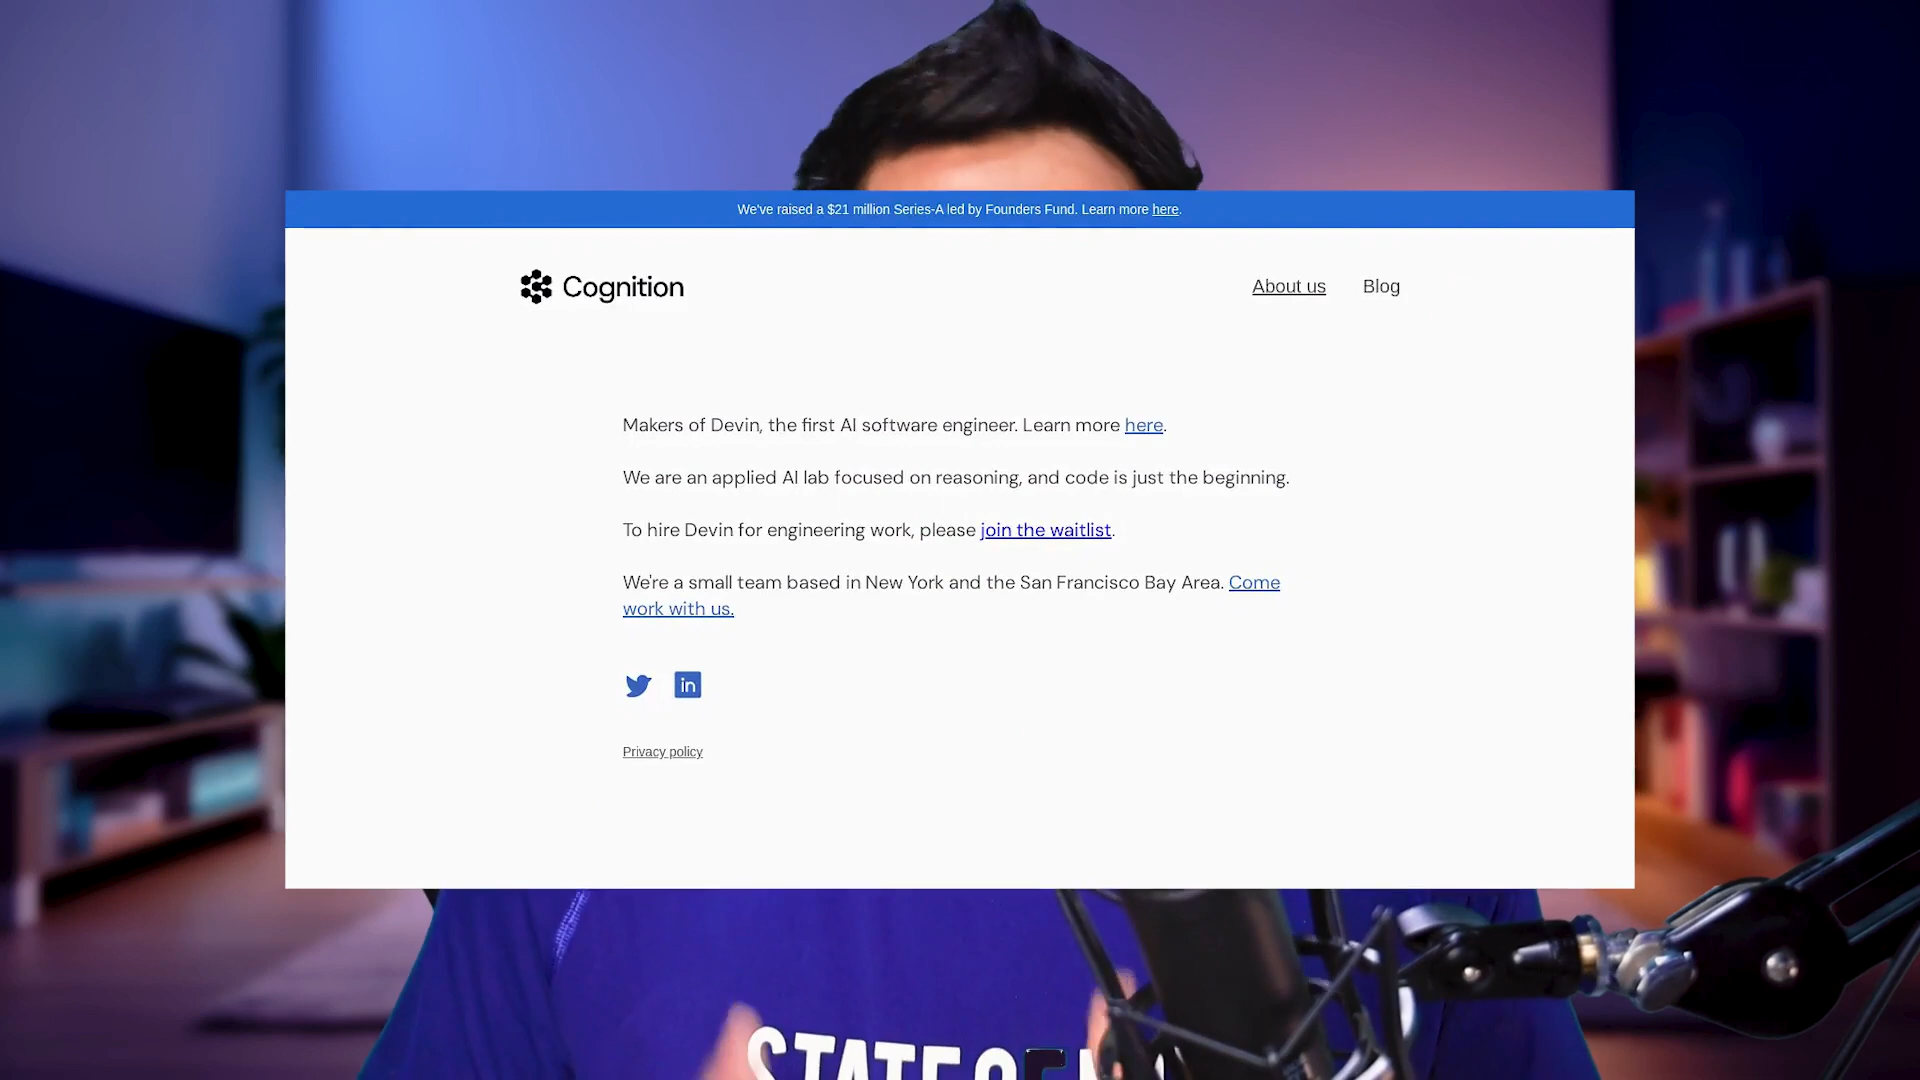 We've raised a $21 million Series-A led by Founders Fund. Learn more here.
Cognition
About us
Blog
Makers of Devin, the first AI software engineer. Learn more here.
We are an applied AI lab focused on reasoning, and code is just the beginning.
To hire Devin for engineering work, please join the waitlist.
We're a small team based in New York and the San Francisco Bay Area. Come
work with us.
in
Privacy policy
STATE